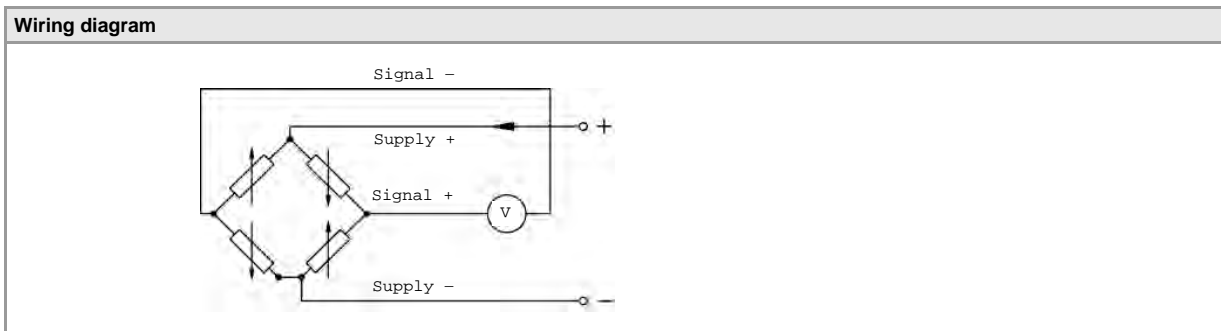 Wiring diagram
Signal −
+
Supply +
Signal +
V
Supply −
−